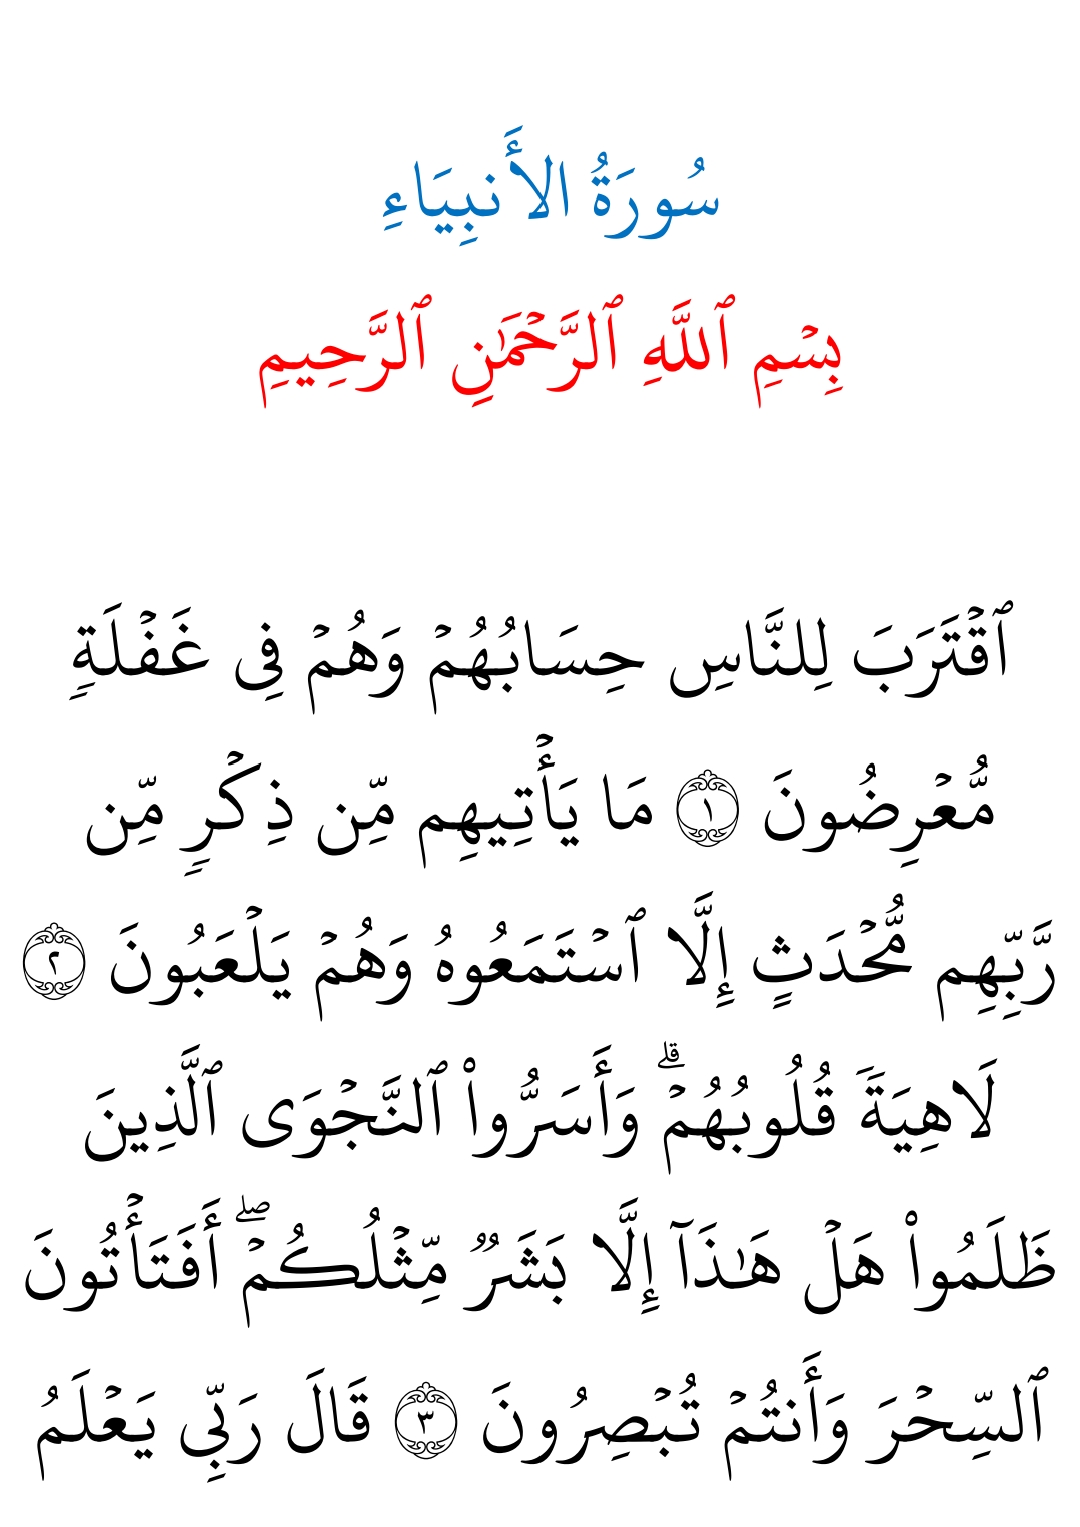 سُورَةُ الأَنبِيَاءِ
بِسۡمِ ٱللَّهِ ٱلرَّحۡمَٰنِ ٱلرَّحِيمِ
ٱقۡتَرَبَ لِلنَّاسِ حِسَابُهُمۡ وَهُمۡ فِي غَفۡلَةٖ
مُّعۡرِضُونَ ١ مَا يَأۡتِيهِم مِّن ذِكۡرٖ مِّن
رَّبِّهِم مُّحۡدَثٍ إِلَّا ٱسۡتَمَعُوهُ وَهُمۡ يَلۡعَبُونَ ٢
لَاهِيَةٗ قُلُوبُهُمۡۗ وَأَسَرُّواْ ٱلنَّجۡوَى ٱلَّذِينَ
ظَلَمُواْ هَلۡ هَٰذَآ إِلَّا بَشَرٞ مِّثۡلُكُمۡۖ أَفَتَأۡتُونَ
ٱلسِّحۡرَ وَأَنتُمۡ تُبۡصِرُونَ ٣ قَالَ رَبِّي يَعۡلَمُ